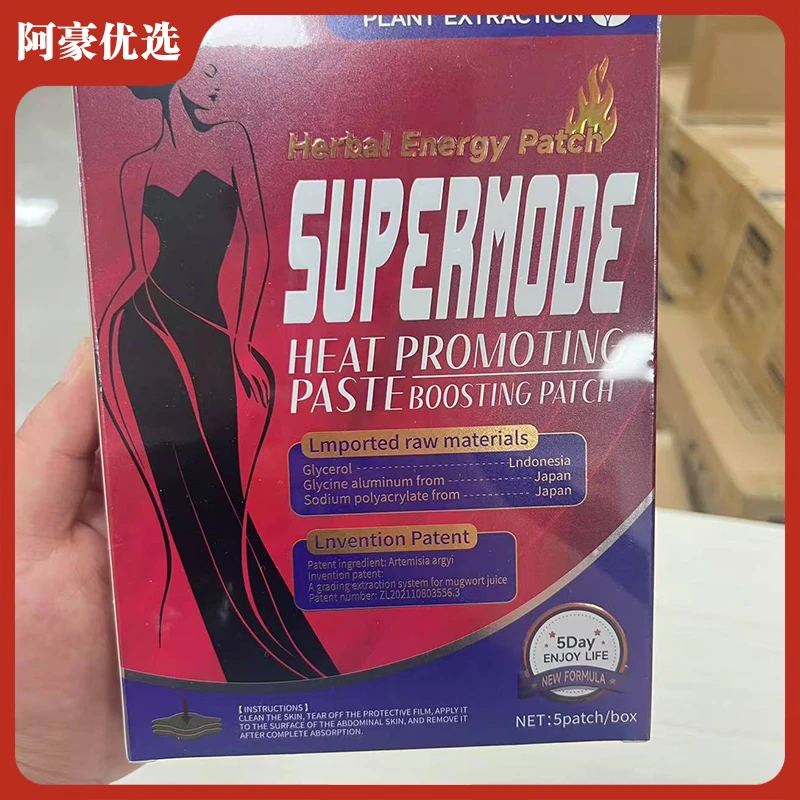 阿豪优选
PLANT EXTRACTION
Herbal Energy Patch
SUPERMODE
HEAT PROMOTING
PASTE BOOSTING PATCH
Lmported raw materials
Glycerol Lndonesia
Glycine aluminum from Japan
Sodium polyacrylate from Japan
Lnvention Patent
Patent ingredient: Artemisia argyi
Invention patent:
A grading extraction system for mugwort juice
Patent number: ZL202110803556.3
5Day
ENJOY LIFE
NEW FORMULA
[INSTRUCTIONS]
CLEAN THE SKIN, TEAR OFF THE PROTECTIVE FILM, APPLY IT
TO THE SURFACE OF THE ABDOMINAL SKIN, AND REMOVE IT
AFTER COMPLETE ABSORPTION.
NET:5patch/box